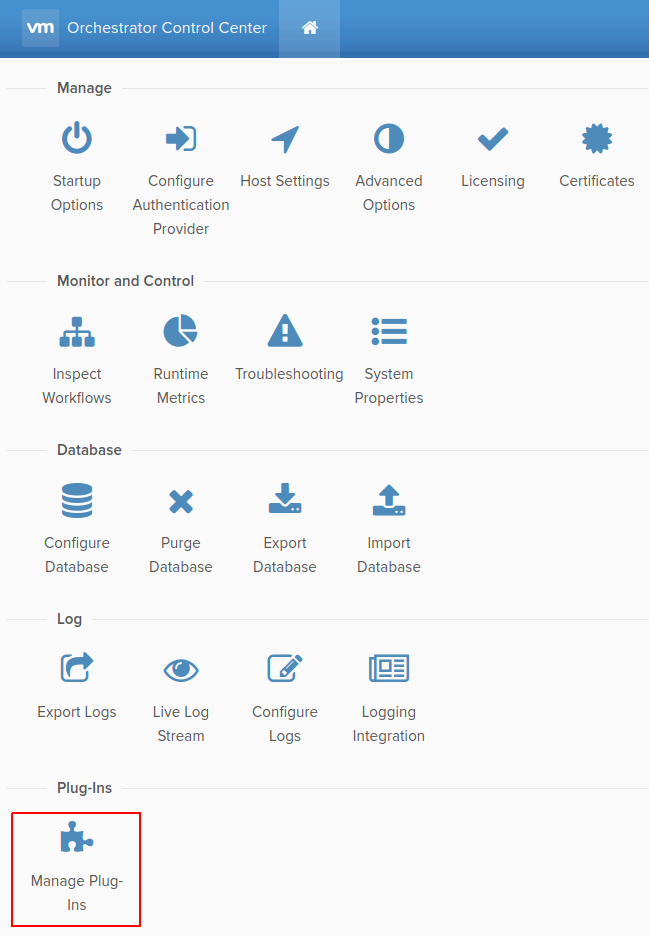 vm Orchestrator Control Center
Manage
Startup Options
Configure Authentication Provider
Host Settings
Advanced Options
Licensing
Certificates
Monitor and Control
Inspect Workflows
Runtime Metrics
Troubleshooting
System Properties
Database
Configure Database
Purge Database
Export Database
Import Database
Log
Export Logs
Live Log Stream
Configure Logs
Logging Integration
Plug-Ins
Manage Plug-
Ins